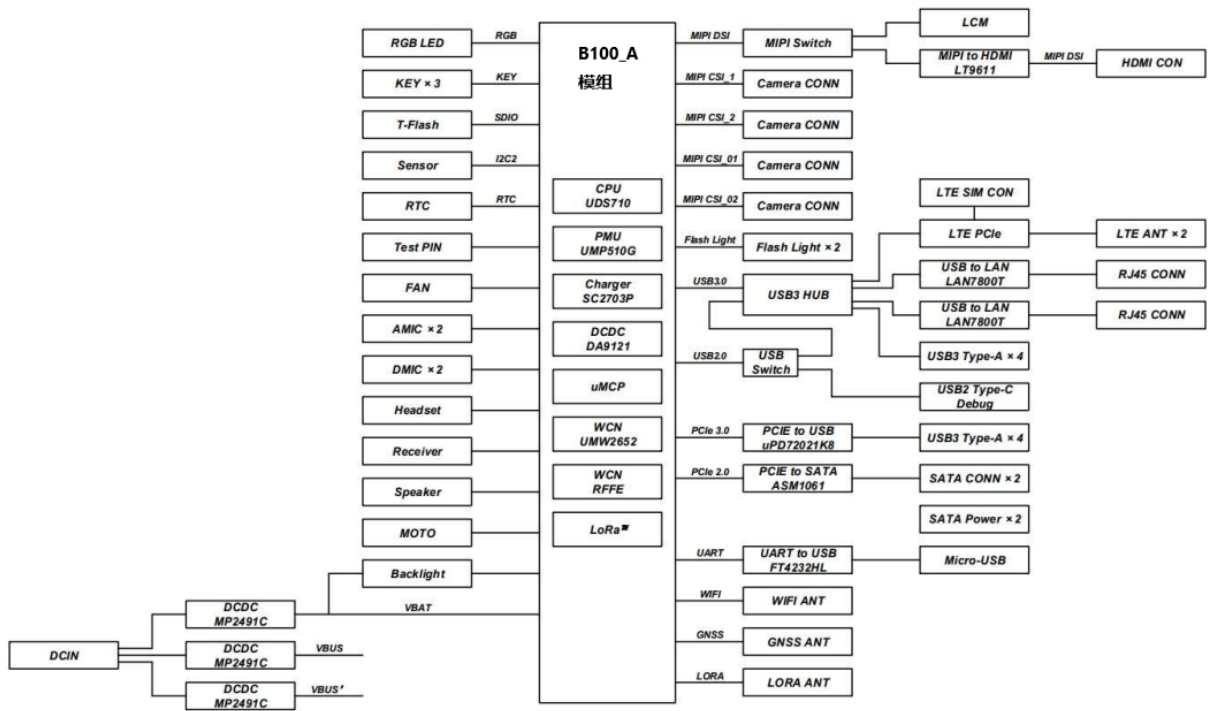 RGB LED
RGB
KEY × 3
KEY
T-Flash
SDIO
Sensor
I2C2
RTC
RTC
Test PIN
FAN
AMIC × 2
DMIC × 2
Headset
Receiver
Speaker
MOTO
Backlight
VBAT
DCIN
DCDC
MP2491C
DCDC
MP2491C
VBUS
DCDC
MP2491C
VBUS'
B100_A
模组
CPU
UDS710
PMU
UMP510G
Charger
SC2703P
DCDC
DA9121
uMCP
WCN
UMW2652
WCN
RFFE
LoRa
MIPI DSI
MIPI Switch
LCM
MIPI to HDMI
LT9611
MIPI DSI
HDMI CON
MIPI CSI_1
Camera CONN
MIPI CSI_2
Camera CONN
MIPI CSI_01
Camera CONN
MIPI CSI_02
Camera CONN
Flash Light
Flash Light × 2
USB3.0
USB3 HUB
LTE SIM CON
LTE PCIe
LTE ANT × 2
USB to LAN
LAN7800T
RJ45 CONN
USB to LAN
LAN7800T
RJ45 CONN
USB3 Type-A × 4
USB2.0
USB
Switch
USB2 Type-C
Debug
PCIe 3.0
PCIE to USB
uPD72021K8
USB3 Type-A × 4
PCIe 2.0
PCIE to SATA
ASM1061
SATA CONN × 2
SATA Power × 2
UART
UART to USB
FT4232HL
Micro-USB
WIFI
WIFI ANT
GNSS
GNSS ANT
LORA
LORA ANT